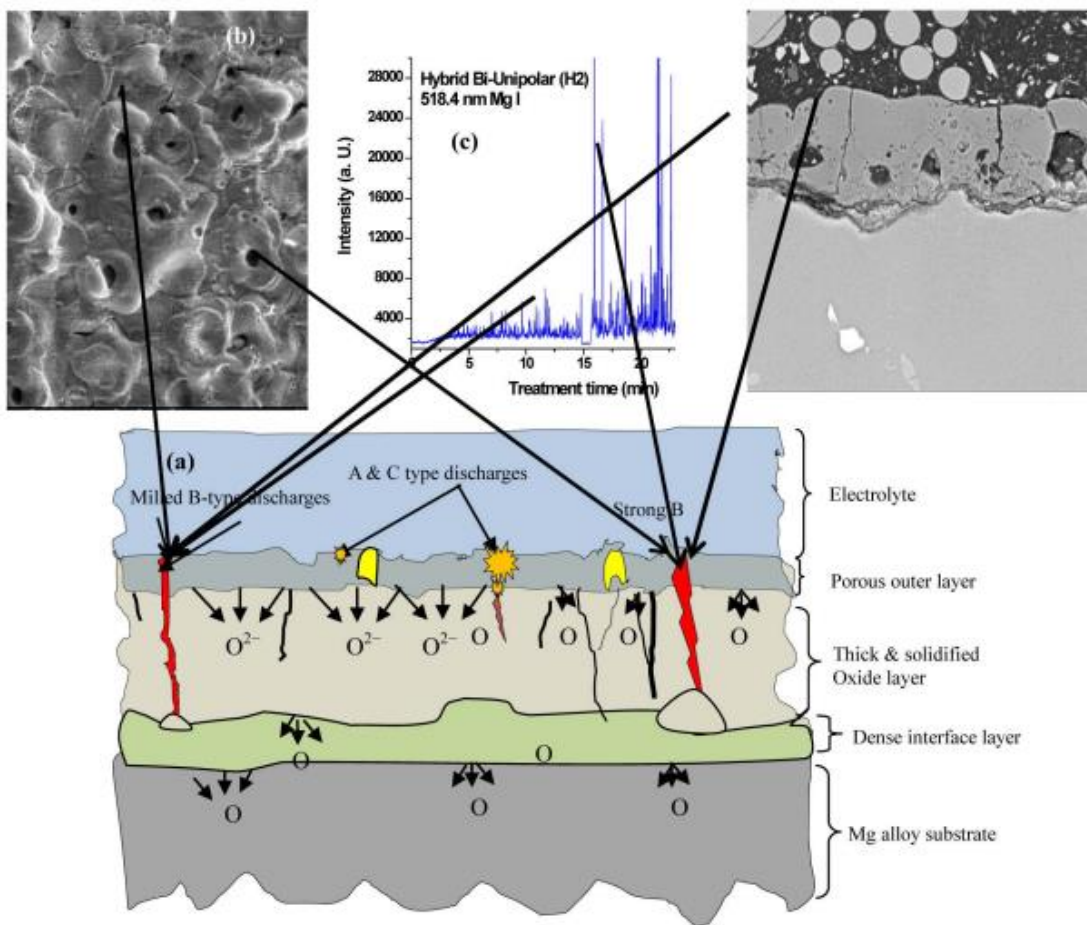 (b)
28000
24000
20000
16000
12000
8000
4000
Intensity (a. U.)
Hybrid Bi-Unipolar (H2)
518.4 nm Mg I
(c)
5
10
15
20
Treatment time (min)
(a)
Milled B-type discharges
A & C type discharges
Strong B
Electrolyte
Porous outer layer
O²⁻
O²⁻
O²⁻
O
O
O
O
Thick & solidified
Oxide layer
O
O
Dense interface layer
O
O
O
Mg alloy substrate